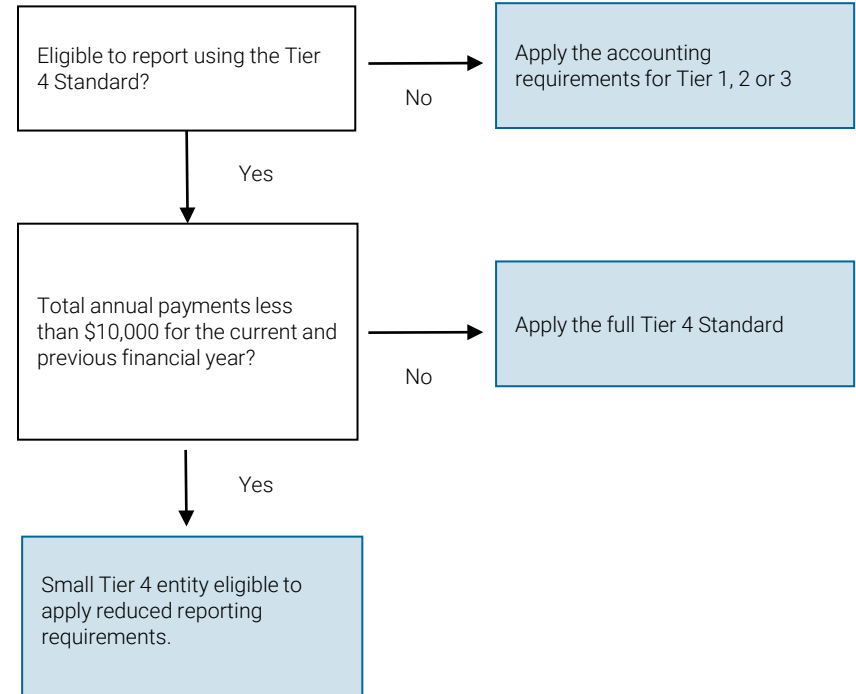 Eligible to report using the Tier
4 Standard?
No
Apply the accounting
requirements for Tier 1, 2 or 3
Yes
Total annual payments less
than $10,000 for the current and
previous financial year?
No
Apply the full Tier 4 Standard
Yes
Small Tier 4 entity eligible to
apply reduced reporting
requirements.